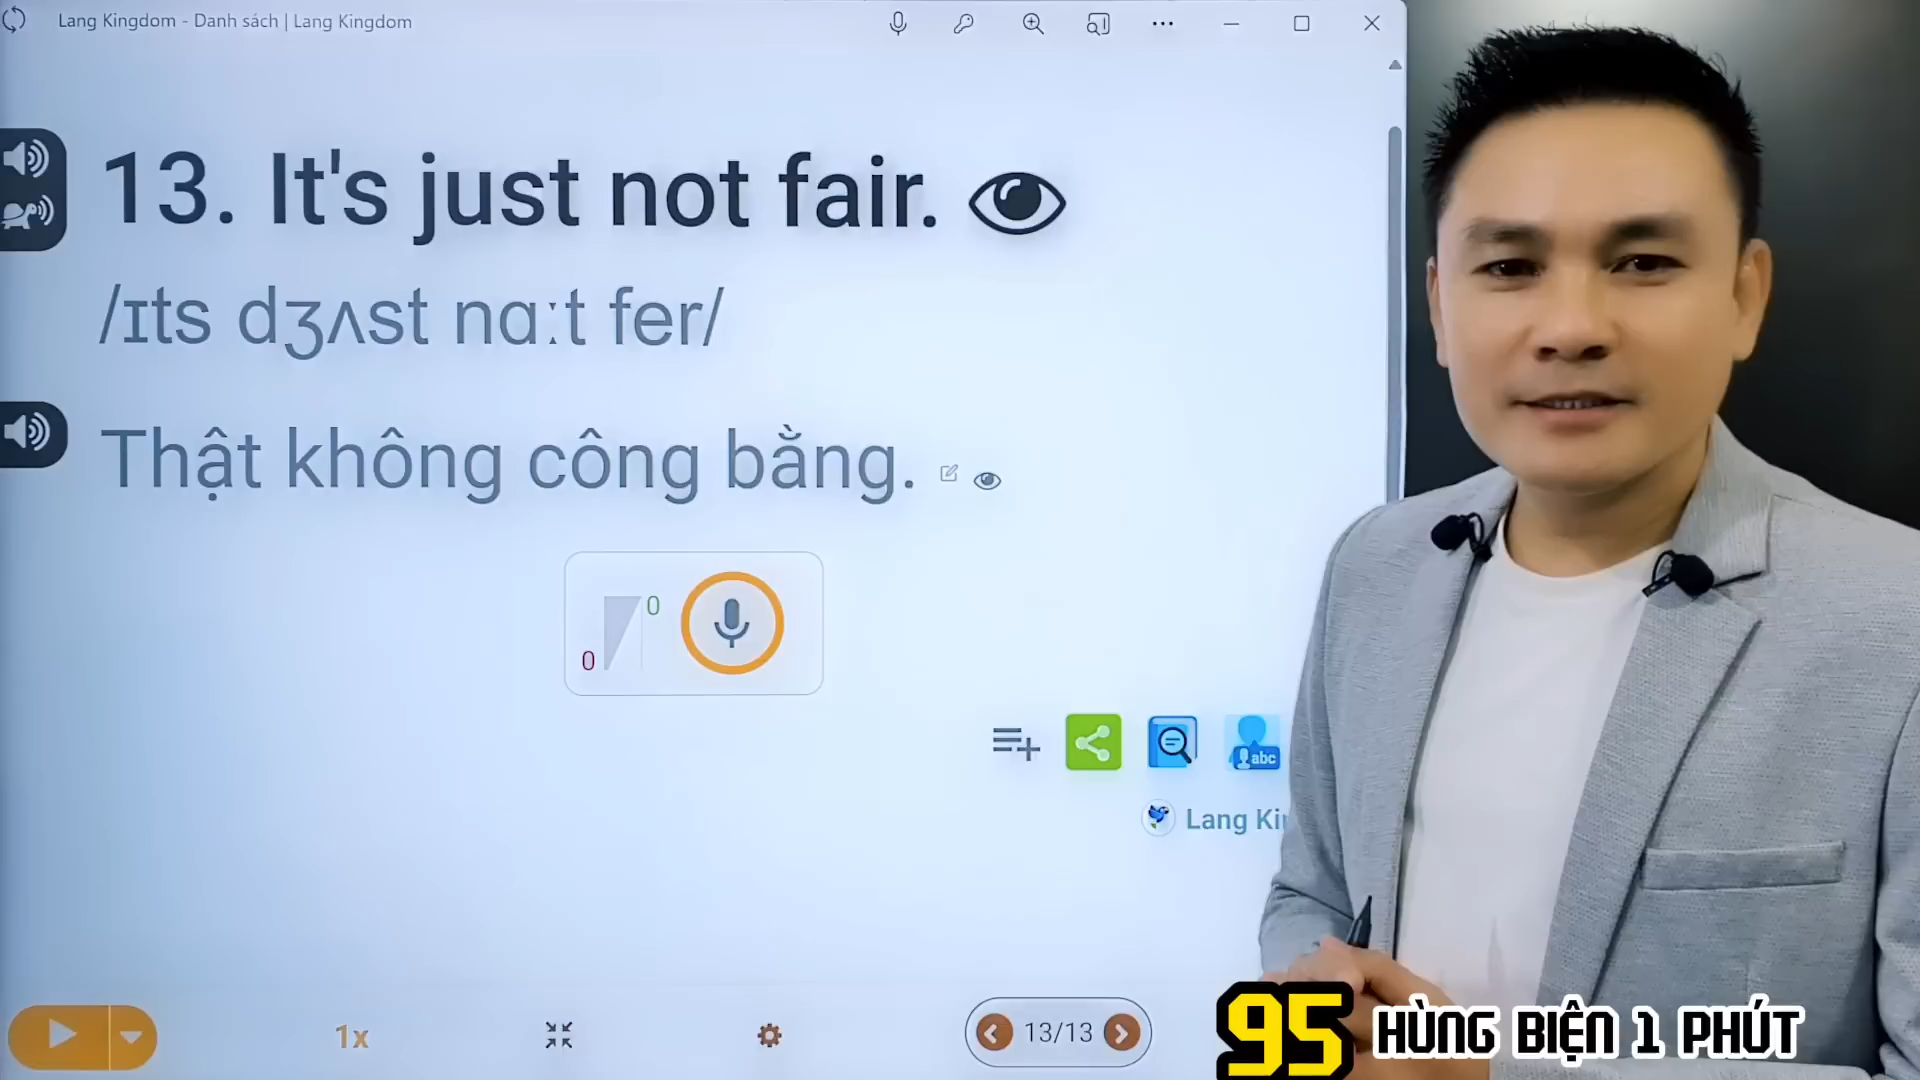 Lang Kingdom - Danh sách | Lang Kingdom
13. It's just not fair.
/ɪts dʒʌst nɑːt fer/
Thật không công bằng.
0
0
abc
Lang Ki
1x
13/13
95 HÙNG BIỆN 1 PHÚT